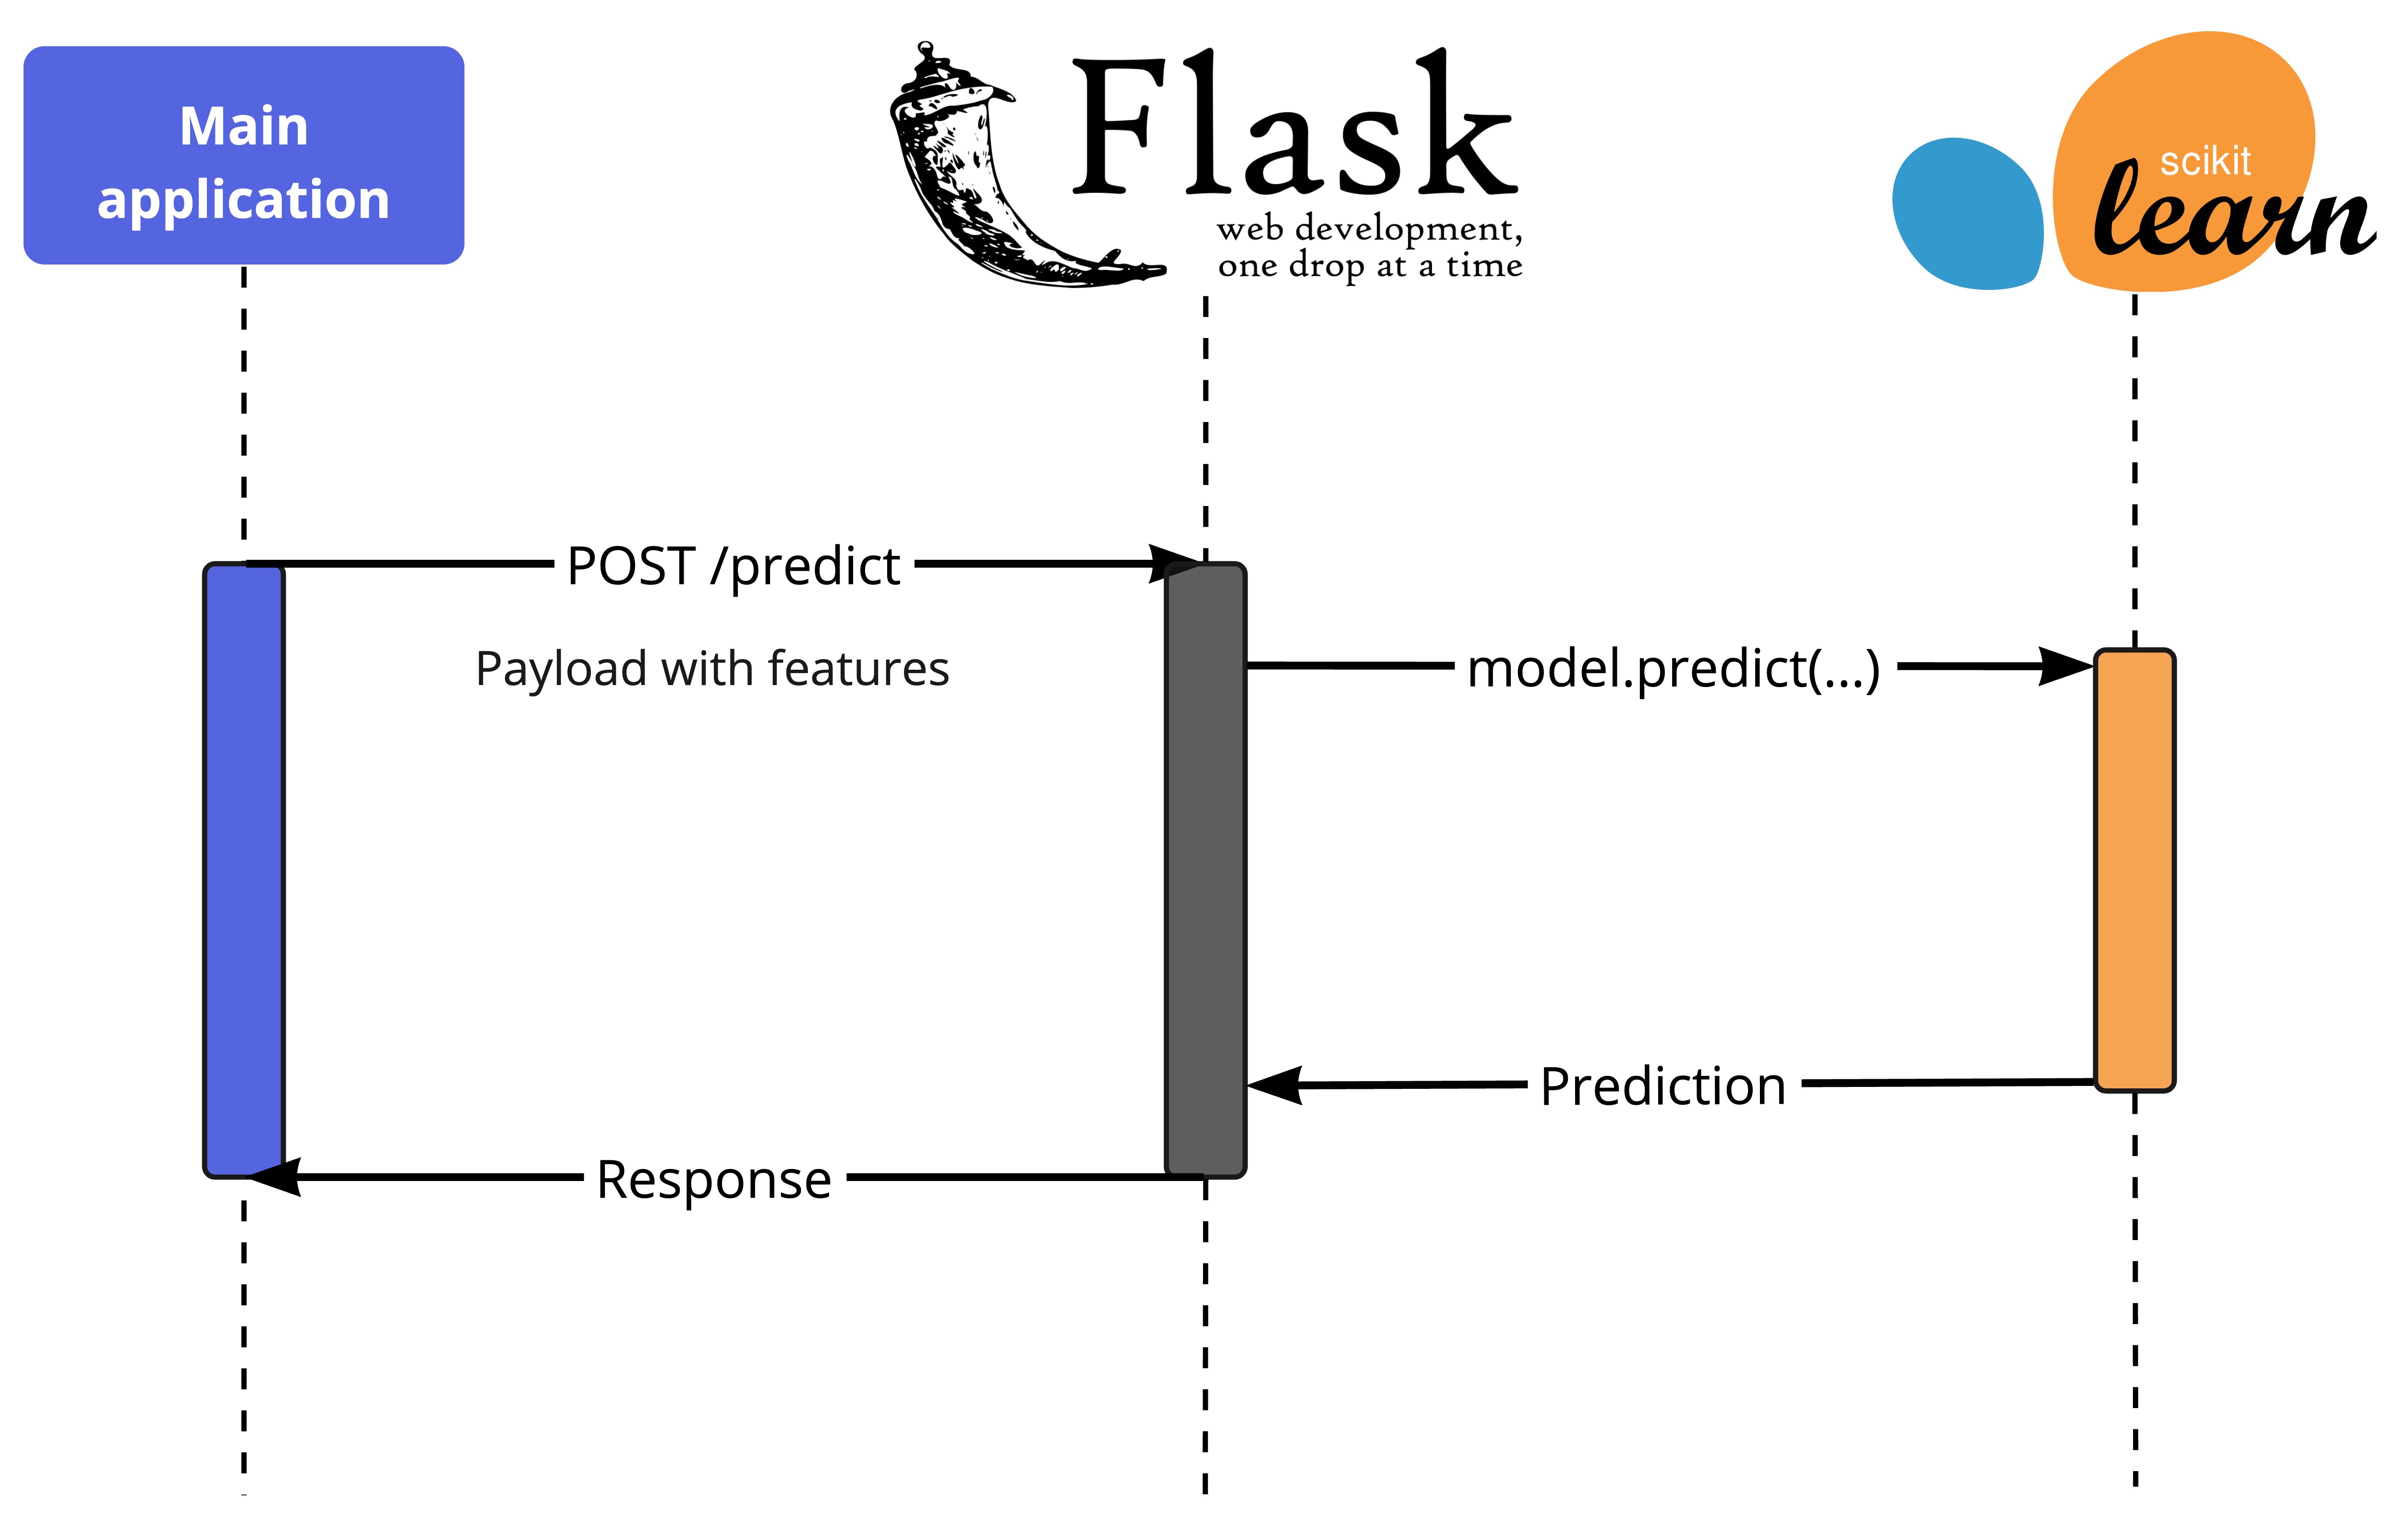 Main
application
Flask
web development,
one drop at a time
scikit
learn
POST /predict
Payload with features
model.predict(...)
Prediction
Response